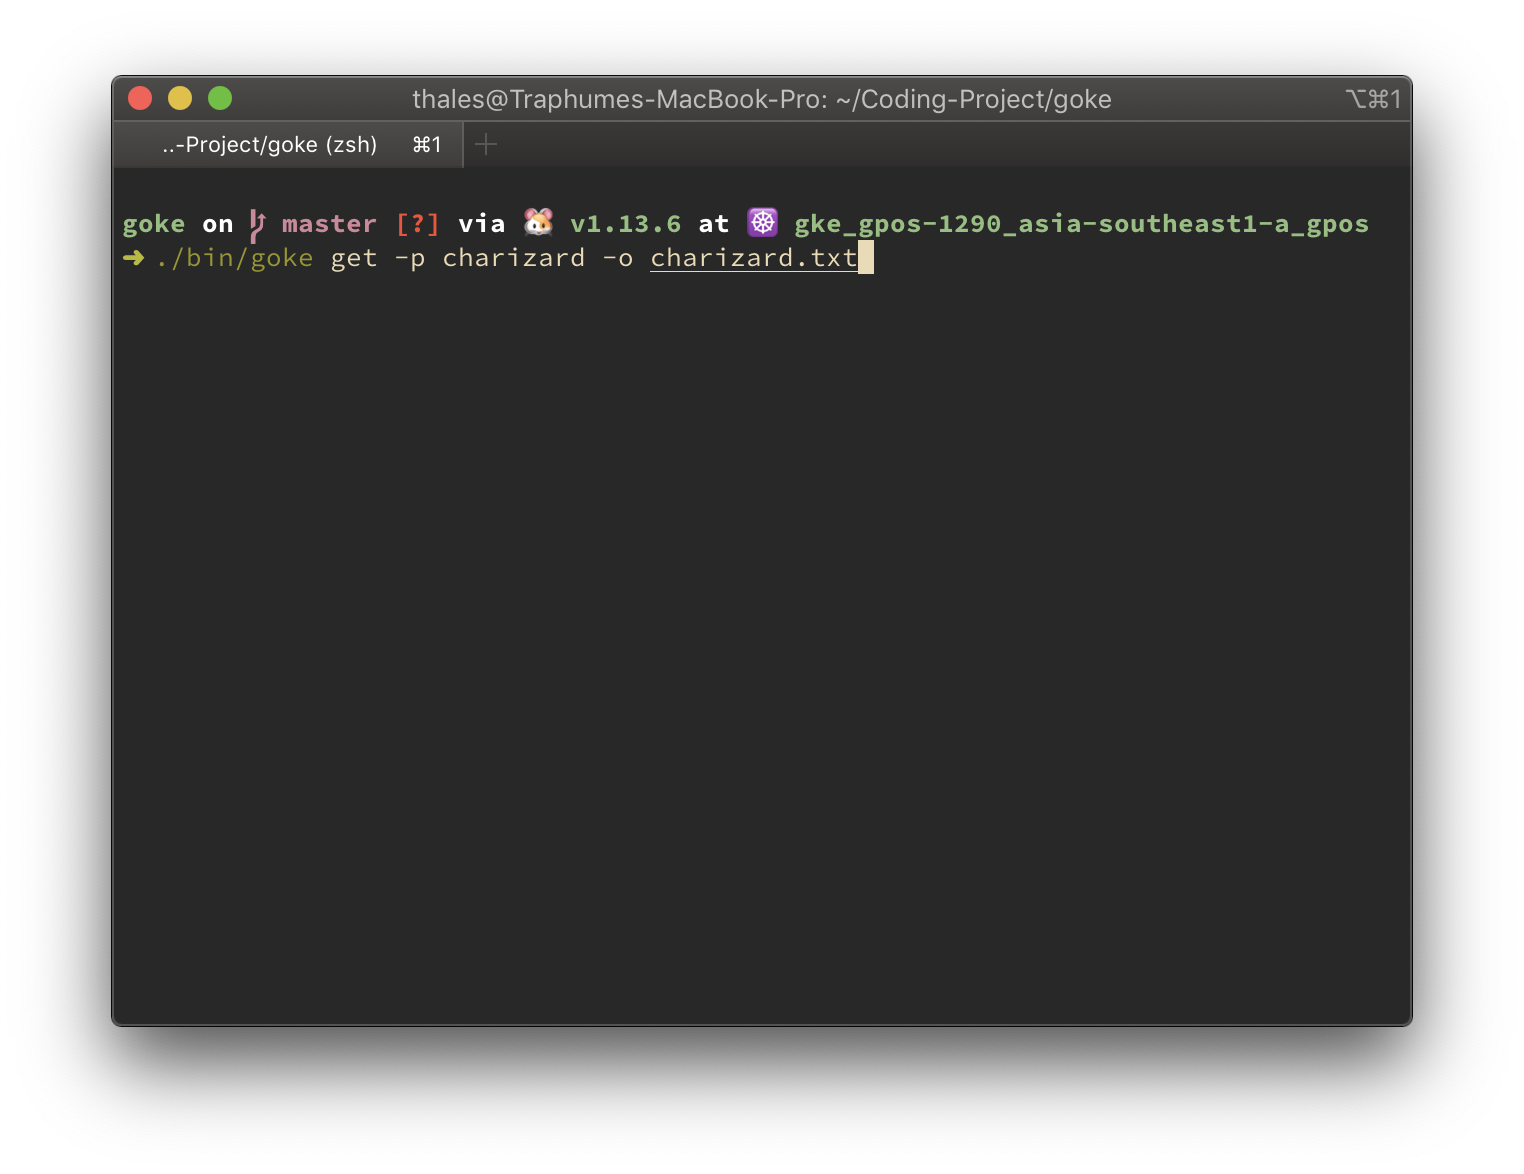 thales@Traphumes-MacBook-Pro: ~/Coding-Project/goke ⌥⌘1
..-Project/goke (zsh) ⌘1
goke on master [?] via 🐹 v1.13.6 at ☸ gke_gpos-1290_asia-southeast1-a_gpos
➜ ./bin/goke get -p charizard -o charizard.txt